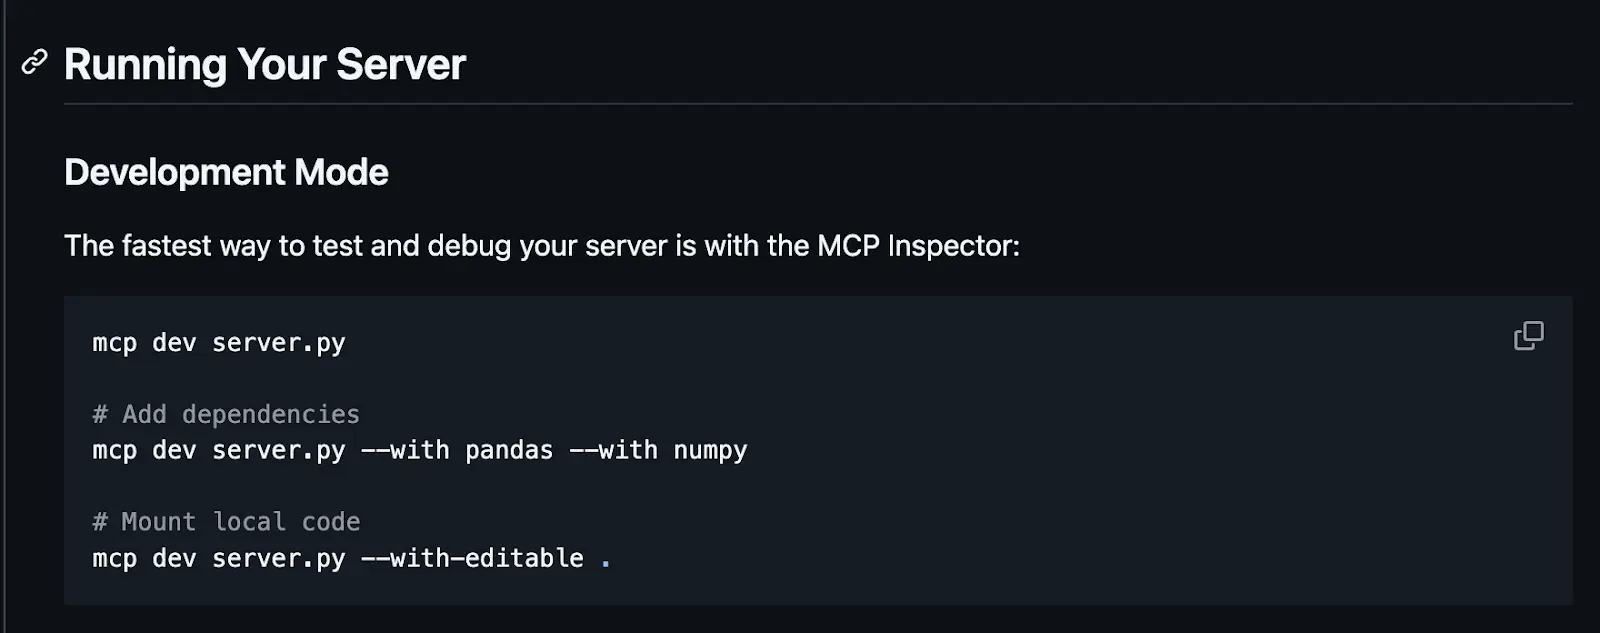 Running Your Server
Development Mode
The fastest way to test and debug your server is with the MCP Inspector:
mcp dev server.py
# Add dependencies
mcp dev server.py --with pandas --with numpy
# Mount local code
mcp dev server.py --with-editable .